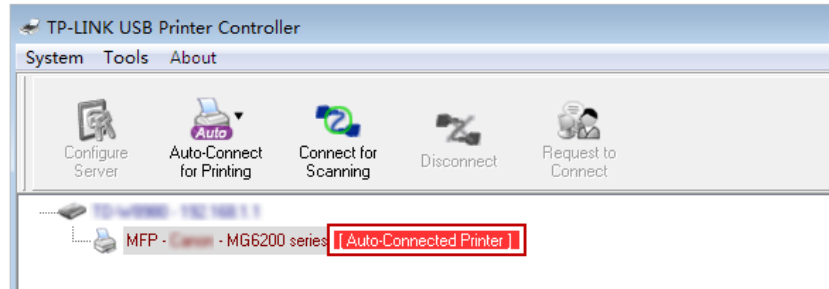 TP-LINK USB Printer Controller
System Tools About
Auto
Configure Server
Auto-Connect for Printing
Connect for Scanning
Disconnect
Request to Connect
MFP - - MG6200 series [ Auto-Connected Printer ]